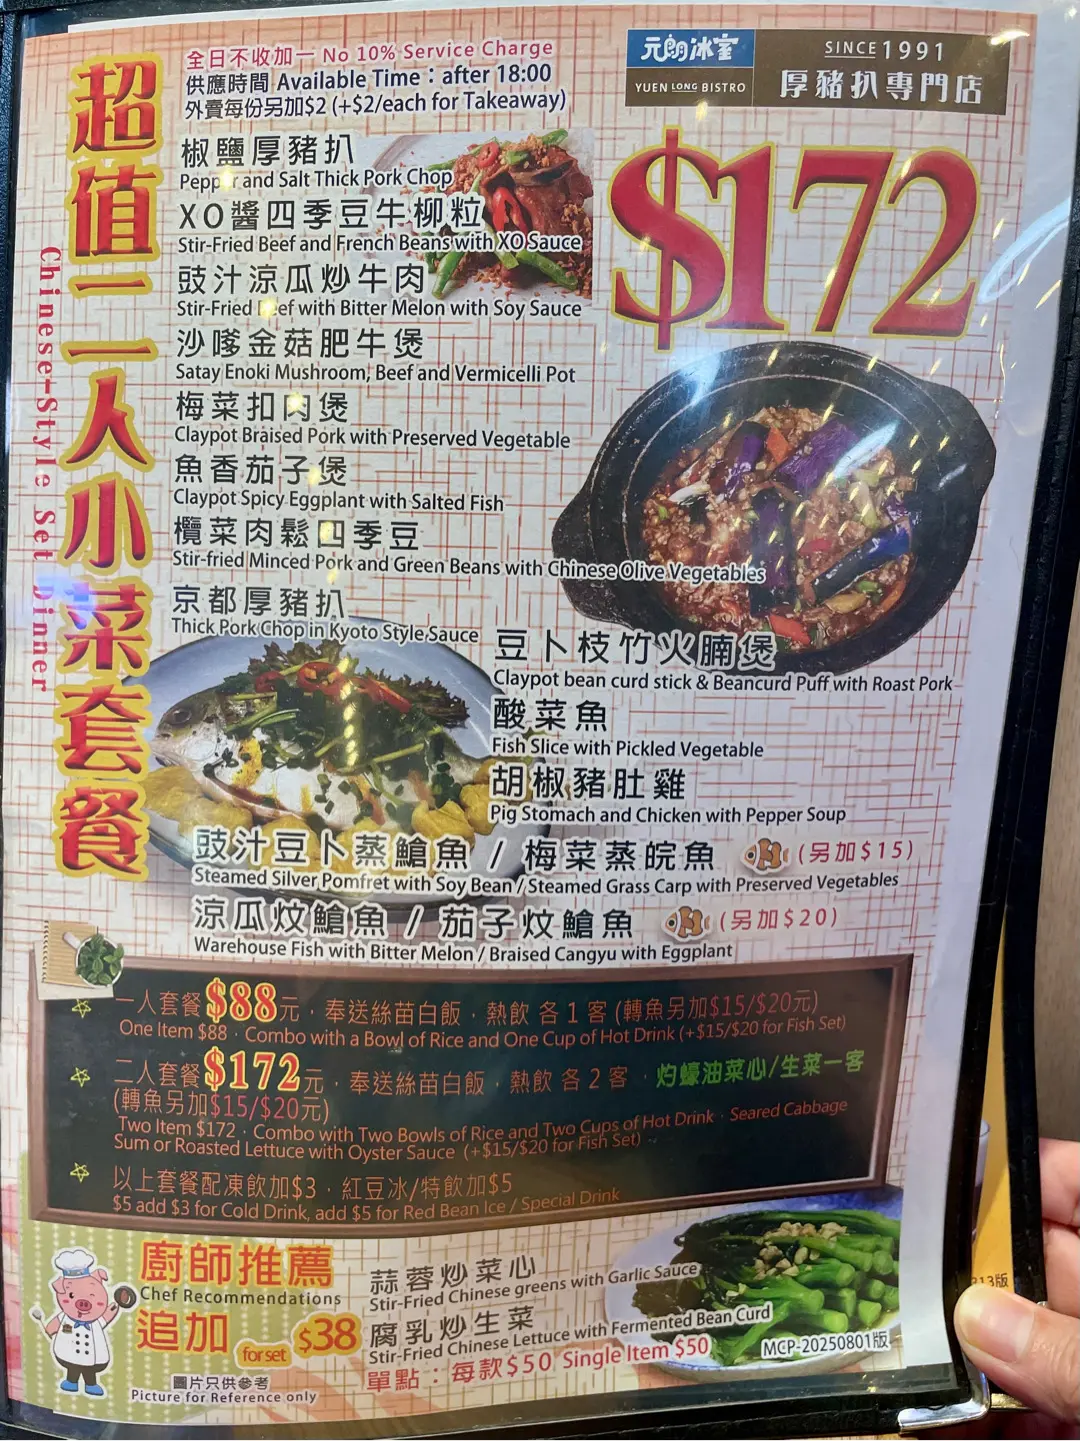 全日不收加一 No 10% Service Charge
供應時間 Available Time：after 18:00
外賣每份另加$2 (+$2/each for Takeaway)
元朗冰室
YUEN LONG BISTRO
SINCE 1991
厚豬扒專門店
超值一二人小菜套餐
Chinese-Style Set Dinner
$172
椒鹽厚豬扒
Pepper and Salt Thick Pork Chop
XO醬四季豆牛柳粒
Stir-Fried Beef and French Beans with XO Sauce
豉汁涼瓜炒牛肉
Stir-Fried Beef with Bitter Melon with Soy Sauce
沙嗲金菇肥牛煲
Satay Enoki Mushroom, Beef and Vermicelli Pot
梅菜扣肉煲
Claypot Braised Pork with Preserved Vegetable
魚香茄子煲
Claypot Spicy Eggplant with Salted Fish
欖菜肉鬆四季豆
Stir-fried Minced Pork and Green Beans with Chinese Olive Vegetables
京都厚豬扒
Thick Pork Chop in Kyoto Style Sauce
豆卜枝竹火腩煲
Claypot bean curd stick & Beancurd Puff with Roast Pork
酸菜魚
Fish Slice with Pickled Vegetable
胡椒豬肚雞
Pig Stomach and Chicken with Pepper Soup
豉汁豆卜蒸鯧魚 / 梅菜蒸皖魚 (另加$15)
Steamed Silver Pomfret with Soy Bean / Steamed Grass Carp with Preserved Vegetables
涼瓜炆鯧魚 / 茄子炆鯧魚 (另加$20)
Warehouse Fish with Bitter Melon / Braised Cangyu with Eggplant
一人套餐$88元，奉送絲苗白飯，熱飲 各 1 客 (轉魚另加$15/$20元)
One Item $88 · Combo with a Bowl of Rice and One Cup of Hot Drink (+$15/$20 for Fish Set)
二人套餐$172元，奉送絲苗白飯，熱飲 各 2 客，灼蠔油菜心/生菜一客
(轉魚另加$15/$20元)
Two Item $172 · Combo with Two Bowls of Rice and Two Cups of Hot Drink · Seared Cabbage
Sum or Roasted Lettuce with Oyster Sauce (+$15/$20 for Fish Set)
以上套餐配凍飲加$3，紅豆冰/特飲加$5
$5 add $3 for Cold Drink, add $5 for Red Bean Ice / Special Drink
廚師推薦
Chef Recommendations
追加 for set $38
蒜蓉炒菜心
Stir-Fried Chinese greens with Garlic Sauce
腐乳炒生菜
Stir-Fried Chinese Lettuce with Fermented Bean Curd
單點：每款$50 Single Item $50
MCP-20250801版
圖片只供參考
Picture for Reference only